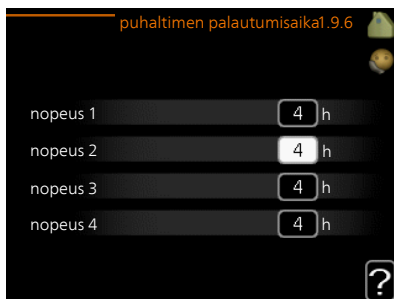 puhaltimen palautumisaika1.9.6
nopeus 1 4 h
nopeus 2 4 h
nopeus 3 4 h
nopeus 4 4 h
?